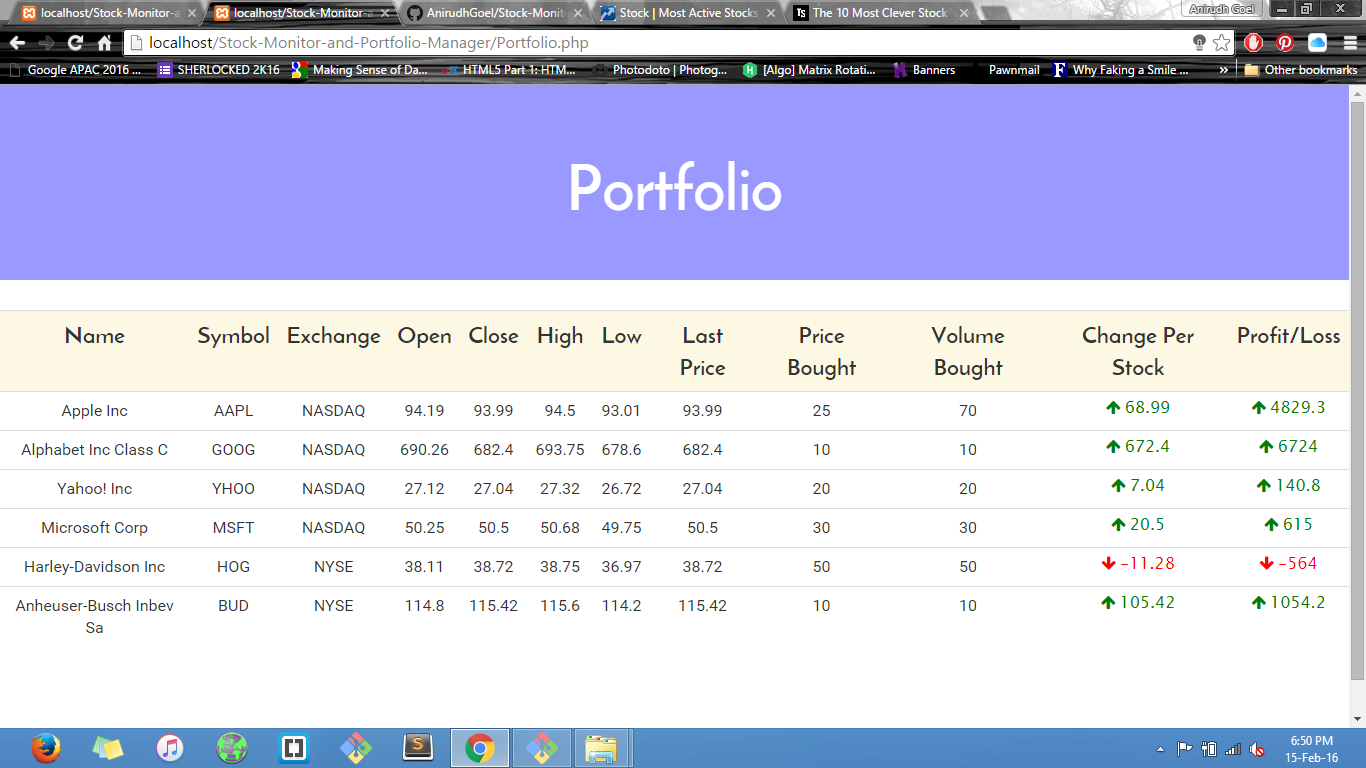 localhost/Stock-Monitor-a
localhost/Stock-Monitor-a
AnirudhGoel/Stock-Monit
Stock | Most Active Stocks
Ts The 10 Most Clever Stock
Anirudh Goel
localhost/Stock-Monitor-and-Portfolio-Manager/Portfolio.php
Google APAC 2016 ...
SHERLOCKED 2K16
Making Sense of Da...
HTML5 Part 1: HTM...
Photodoto | Photog...
[Algo] Matrix Rotati...
Banners
Pawnmail
Why Faking a Smile ...
»
Other bookmarks
Portfolio
Name Symbol Exchange Open Close High Low Last Price Price Bought Volume Bought Change Per Stock Profit/Loss
Apple Inc AAPL NASDAQ 94.19 93.99 94.5 93.01 93.99 25 70 68.99 4829.3
Alphabet Inc Class C GOOG NASDAQ 690.26 682.4 693.75 678.6 682.4 10 10 672.4 6724
Yahoo! Inc YHOO NASDAQ 27.12 27.04 27.32 26.72 27.04 20 20 7.04 140.8
Microsoft Corp MSFT NASDAQ 50.25 50.5 50.68 49.75 50.5 30 30 20.5 615
Harley-Davidson Inc HOG NYSE 38.11 38.72 38.75 36.97 38.72 50 50 -11.28 -564
Anheuser-Busch Inbev Sa BUD NYSE 114.8 115.42 115.6 114.2 115.42 10 10 105.42 1054.2
6:50 PM
15-Feb-16